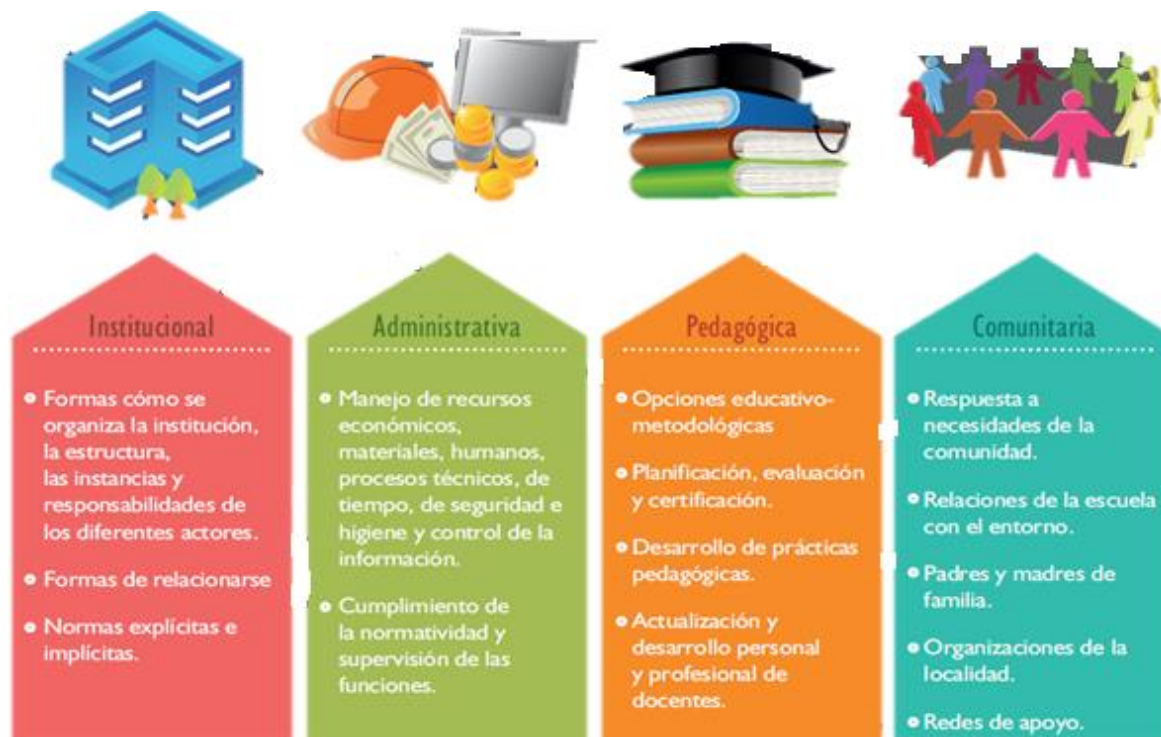 Institucional
Formas cómo se
organiza la institución,
la estructura,
las instancias y
responsabilidades de
los diferentes actores.
Formas de relacionarse
Normas explícitas e
implícitas.
Administrativa
Manejo de recursos
económicos,
materiales, humanos,
procesos técnicos, de
tiempo, de seguridad e
higiene y control de la
información.
Cumplimiento de
la normatividad y
supervisión de las
funciones.
Pedagógica
Opciones educativo-
metodológicas
Planificación, evaluación
y certificación.
Desarrollo de prácticas
pedagógicas.
Actualización y
desarrollo personal
y profesional de
docentes.
Comunitaria
Respuesta a
necesidades de la
comunidad.
Relaciones de la escuela
con el entorno.
Padres y madres de
familia.
Organizaciones de la
localidad.
Redes de apoyo.